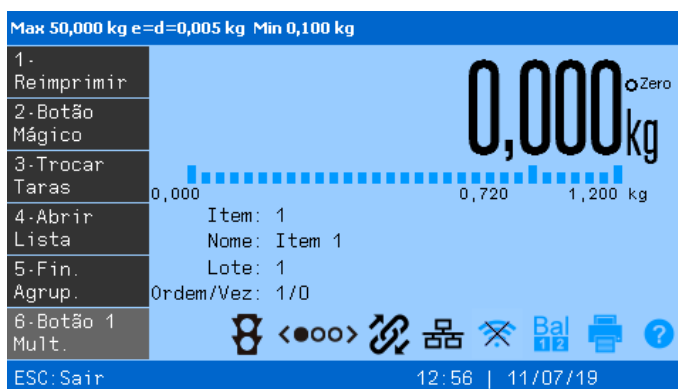 Max 50,000 kg e=d=0,005 kg Min 0,100 kg
1-
Reimprimir
2-Botão
Mágico
3-Trocar
Taras
4-Abrir
Lista
5-Fin.
Agrup.
6-Botão 1
Mult.
0,000 kg
Zero
0,000 0,720 1,200 kg
Item: 1
Nome: Item 1
Lote: 1
Ordem/Vez: 1/0
Bal
1 2
?
ESC:Sair 12:56 | 11/07/19